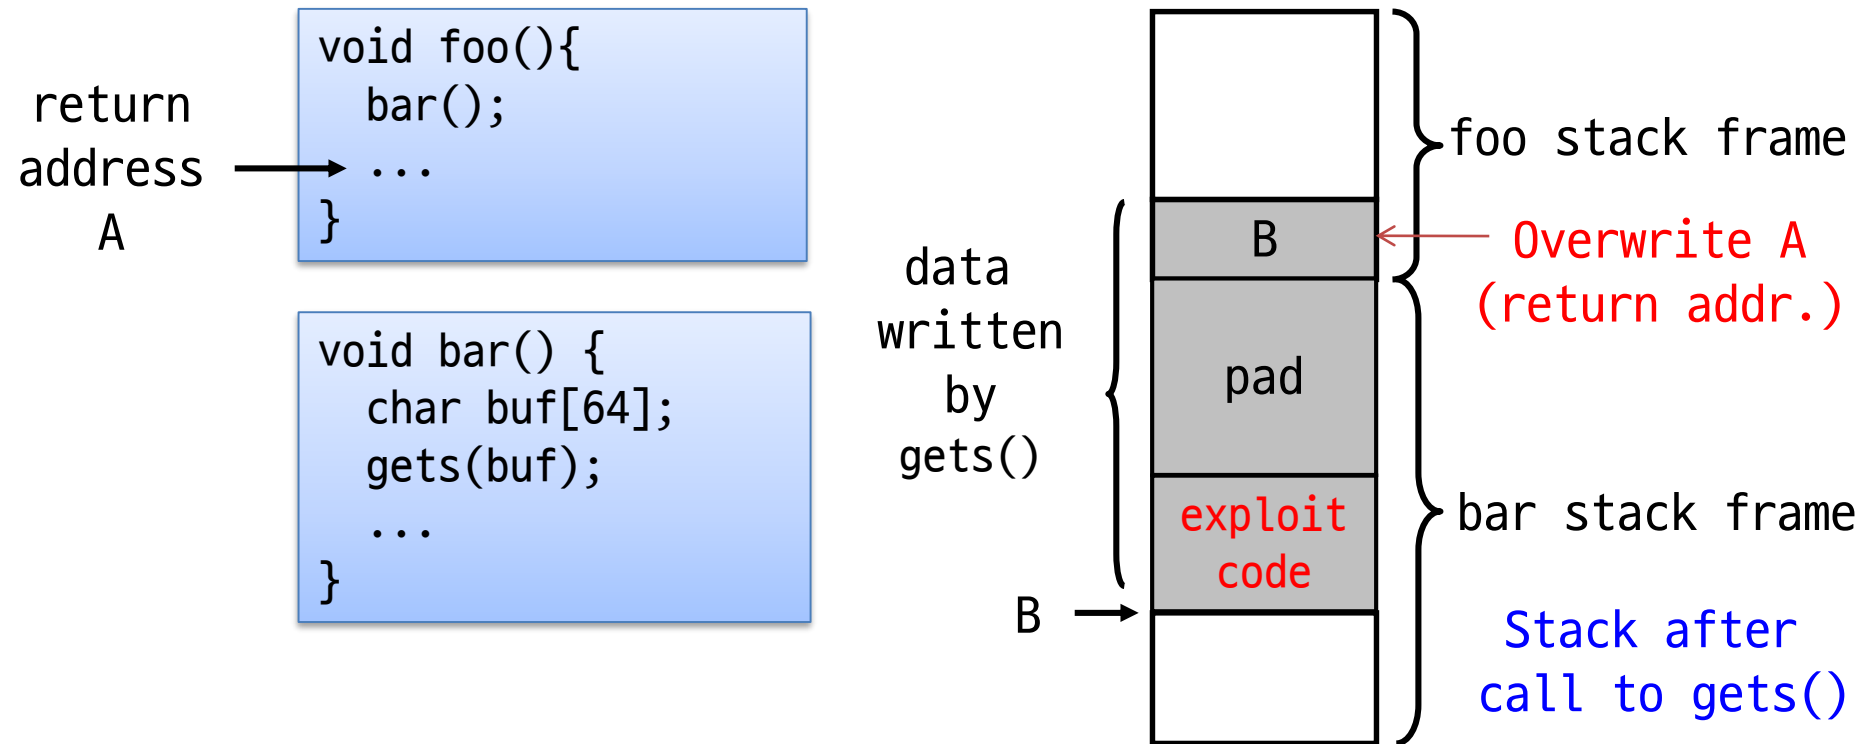 return
address
A
void foo(){
  bar();
  ...
}
void bar() {
  char buf[64];
  gets(buf);
  ...
}
data
written
by
gets()
B
B
pad
exploit
code
foo stack frame
Overwrite A
(return addr.)
bar stack frame
Stack after
call to gets()